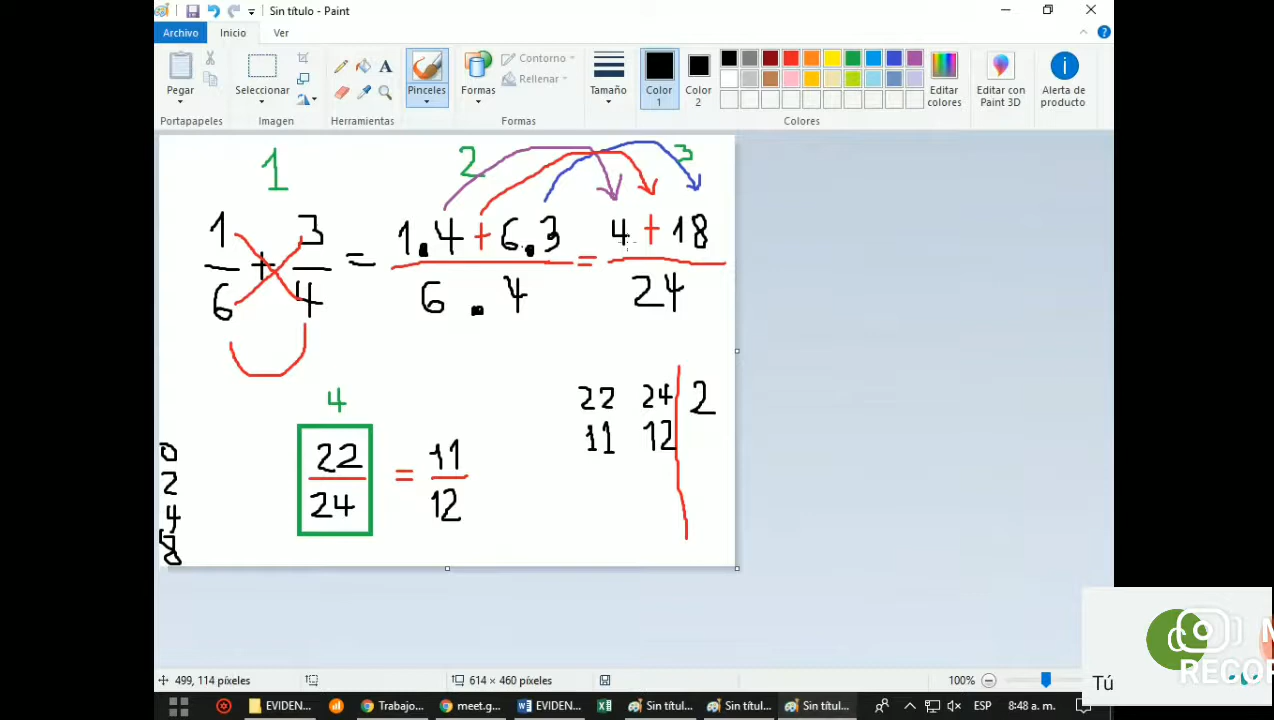 Sin título - Paint
Archivo Inicio Ver
Pegar
Seleccionar
Pinceles
Formas
Contorno
Rellenar
Tamaño
Color 1
Color 2
Editar colores
Editar con Paint 3D
Alerta de producto
Portapapeles Imagen Herramientas Formas Colores
1 2 3
1 3 1.4 + 6.3 4 + 18
+ = =
6 4 6 . 4 24
4
22 24 2
11 12
22 11
=
24 12
0
2
4
8
Tú
499, 114 píxeles 614 × 460 píxeles 100%
EVIDEN... Trabajo... meet.g... EVIDEN... Sin títul... Sin títul... Sin títul... ESP 8:48 a. m.